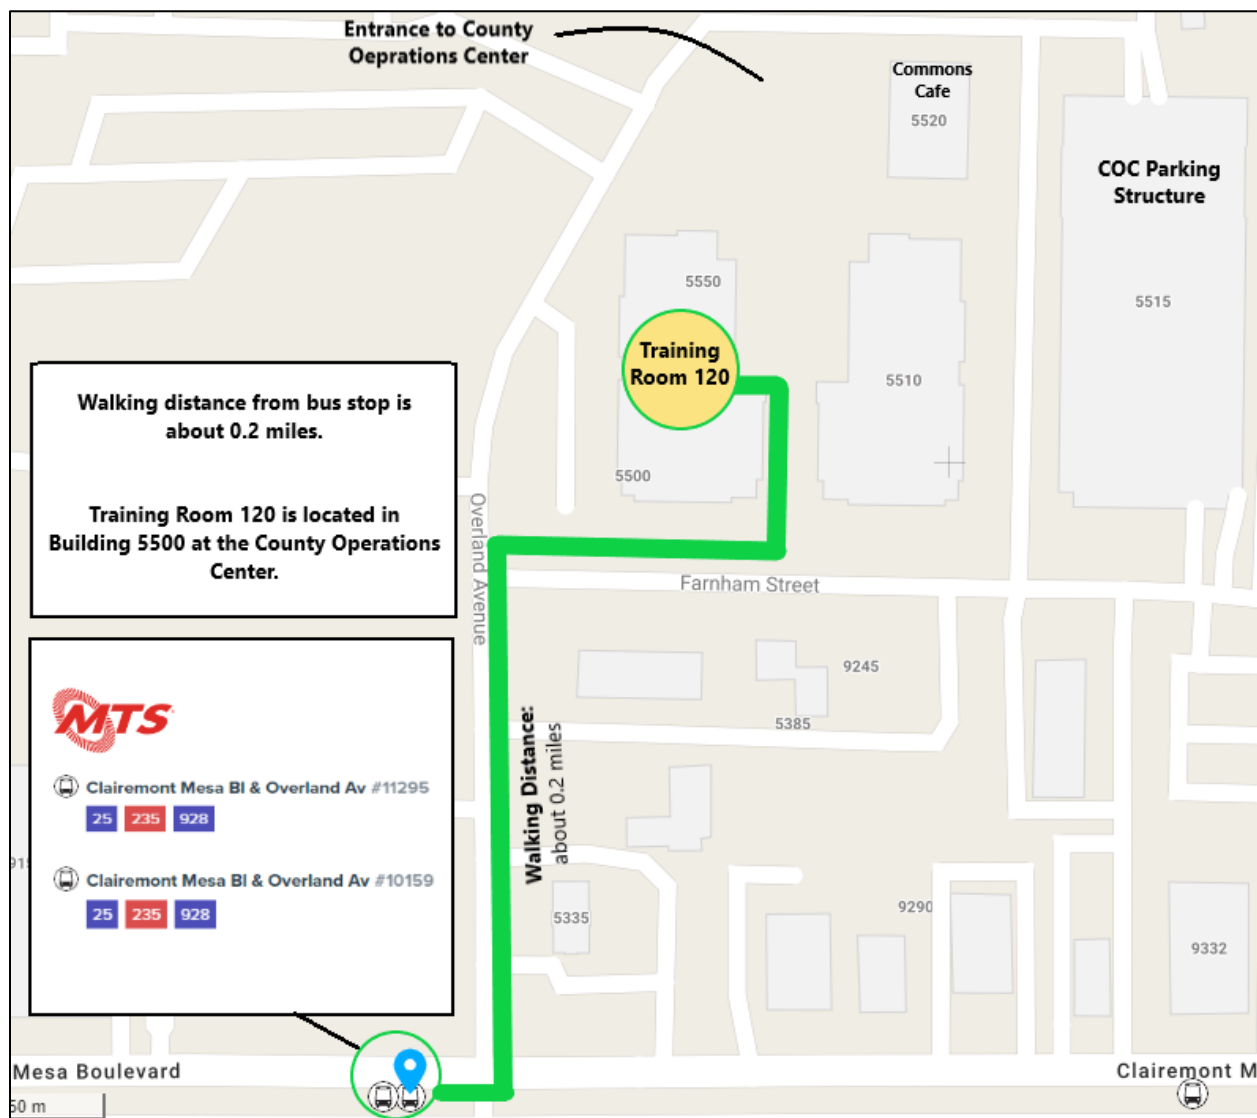 Entrance to County
Oeprations Center
Commons
Cafe
5520
COC Parking
Structure
5550
5515
Training
Room 120
5510
Walking distance from bus stop is
about 0.2 miles.
5500
Training Room 120 is located in
Building 5500 at the County Operations
Center.
Overland Avenue
Farnham Street
9245
5385
MTS
Walking Distance:
about 0.2 miles
Clairemont Mesa Bl & Overland Av #11295
25 235 928
Clairemont Mesa Bl & Overland Av #10159
25 235 928
915
5335
9290
9332
Mesa Boulevard
Clairemont M
50 m